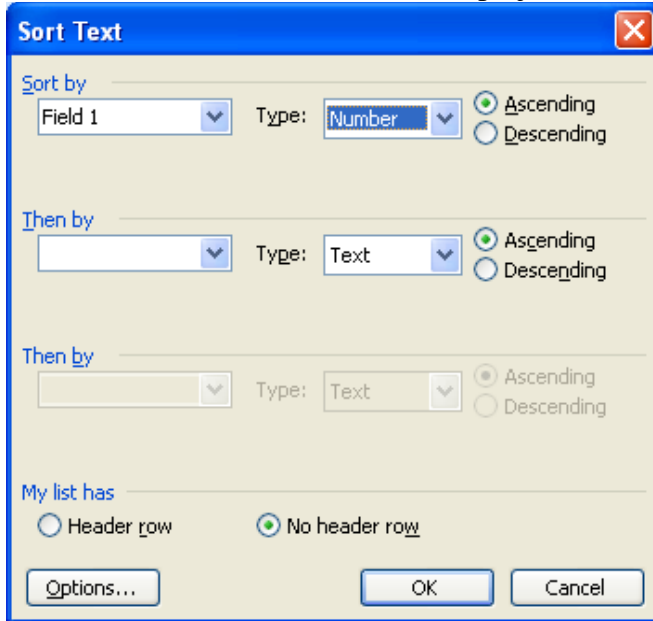 Sort Text
Sort by
Field 1 Type: Number Ascending
Descending
Then by
Type: Text Ascending
Descending
Then by
Type: Text Ascending
Descending
My list has
Header row No header row
Options... OK Cancel